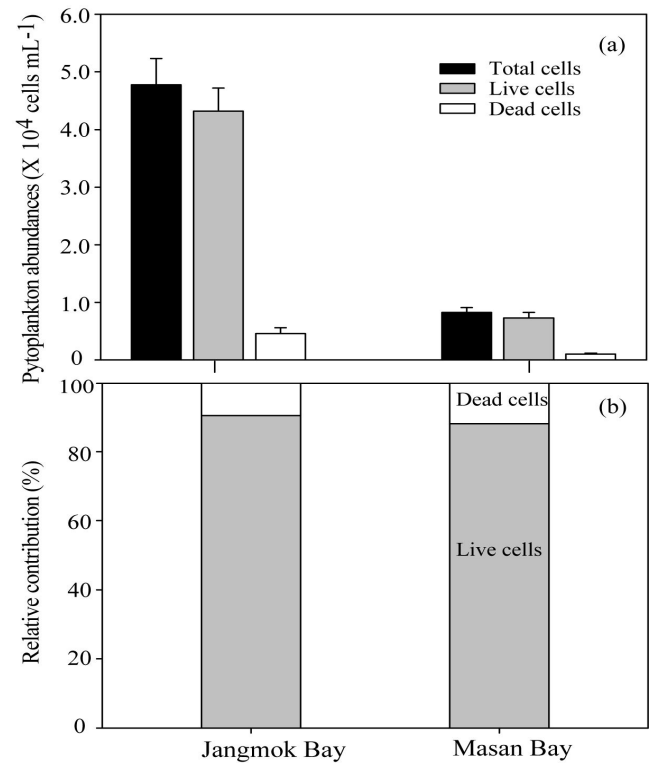 Pytoplankton abundances (X 10⁴ cells mL⁻¹)
6.0
5.0
4.0
3.0
2.0
1.0
0
(a)
Total cells
Live cells
Dead cells
Relative contribution (%)
100
80
60
40
20
0
(b)
Dead cells
Live cells
Jangmok Bay
Masan Bay